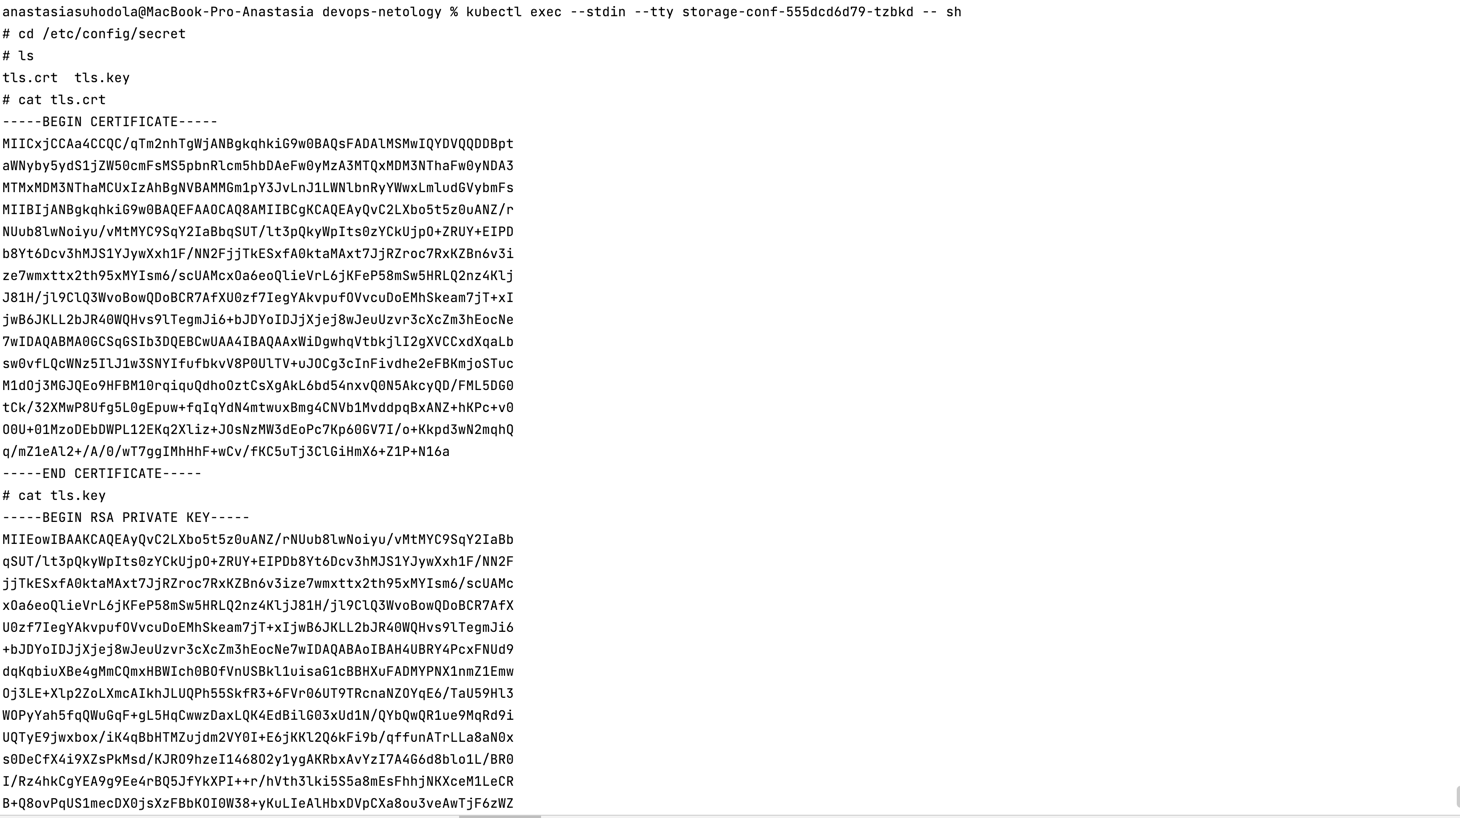 anastasiasuhodola@MacBook-Pro-Anastasia devops-netology % kubectl exec --stdin --tty storage-conf-555dcd6d79-tzbkd -- sh
# cd /etc/config/secret
# ls
tls.crt  tls.key
# cat tls.crt
-----BEGIN CERTIFICATE-----
MIICxjCCAa4CCQC/qTm2nhTgWjANBgkqhkiG9w0BAQsFADAlMSMwIQYDVQQDDBpt
aWNyby5ydS1jZW50cmFsMS5pbnRlcm5hbDAeFw0yMzA3MTQxMDM3NThaFw0yNDA3
MTMxMDM3NThaMCUxIzAhBgNVBAMMGm1pY3JvLnJ1LWNlbnRyYWwxLmludGVybmFs
MIIBIjANBgkqhkiG9w0BAQEFAAOCAQ8AMIIBCgKCAQEAyQvC2LXbo5t5z0uANZ/r
NUub8lwNoiyu/vMtMYC9SqY2IaBbqSUT/lt3pQkyWpIts0zYCkUjpO+ZRUY+EIPD
b8Yt6Dcv3hMJS1YJywXxh1F/NN2FjjTkESxfA0ktaMAxt7JjRZroc7RxKZBn6v3i
ze7wmxttx2th95xMYIsm6/scUAMcxOa6eoQlieVrL6jKFeP58mSw5HRLQ2nz4Klj
J81H/jl9ClQ3WvoBowQDoBCR7AfXU0zf7IegYAkvpufOVvcuDoEMhSkeam7jT+xI
jwB6JKLL2bJR40WQHvs9lTegmJi6+bJDYoIDJjXjej8wJeuUzvr3cXcZm3hEocNe
7wIDAQABMA0GCSqGSIb3DQEBCwUAA4IBAQAAxWiDgwhqVtbkjlI2gXVCCxdXqaLb
sw0vfLQcWNz5IlJ1w3SNYIfufbkvV8P0UlTV+uJOCg3cInFivdhe2eFBKmjoSTuc
M1dOj3MGJQEo9HFBM10rqiquQdhoOztCsXgAkL6bd54nxvQ0N5AkcyQD/FML5DG0
tCk/32XMwP8Ufg5L0gEpuw+fqIqYdN4mtwuxBmg4CNVb1MvddpqBxANZ+hKPc+v0
O0U+01MzoDEbDWPL12EKq2Xliz+JOsNzMW3dEoPc7Kp60GV7I/o+Kkpd3wN2mqhQ
q/mZ1eAl2+/A/0/wT7ggIMhHhF+wCv/fKC5uTj3ClGiHmX6+Z1P+N16a
-----END CERTIFICATE-----
# cat tls.key
-----BEGIN RSA PRIVATE KEY-----
MIIEowIBAAKCAQEAyQvC2LXbo5t5z0uANZ/rNUub8lwNoiyu/vMtMYC9SqY2IaBb
qSUT/lt3pQkyWpIts0zYCkUjpO+ZRUY+EIPDb8Yt6Dcv3hMJS1YJywXxh1F/NN2F
jjTkESxfA0ktaMAxt7JjRZroc7RxKZBn6v3ize7wmxttx2th95xMYIsm6/scUAMc
xOa6eoQlieVrL6jKFeP58mSw5HRLQ2nz4KljJ81H/jl9ClQ3WvoBowQDoBCR7AfX
U0zf7IegYAkvpufOVvcuDoEMhSkeam7jT+xIjwB6JKLL2bJR40WQHvs9lTegmJi6
+bJDYoIDJjXjej8wJeuUzvr3cXcZm3hEocNe7wIDAQABAoIBAH4UBRY4PcxFNUd9
dqKqbiuXBe4gMmCQmxHBWIch0BOfVnUSBkl1uisaG1cBBHXuFADMYPNX1nmZ1Emw
Oj3LE+Xlp2ZoLXmcAIkhJLUQPh55SkfR3+6FVr06UT9TRcnaNZOYqE6/TaU59Hl3
WOPyYah5fqQWuGqF+gL5HqCwwzDaxLQK4EdBilG03xUd1N/QYbQwQR1ue9MqRd9i
UQTyE9jwxbox/iK4qBbHTMZujdm2VY0I+E6jKKl2Q6kFi9b/qffunATrLLa8aN0x
s0DeCfX4i9XZsPkMsd/KJRO9hzeI1468O2y1ygAKRbxAvYzI7A4G6d8blo1L/BR0
I/Rz4hkCgYEA9g9Ee4rBQ5JfYkXPI++r/hVth3lki5S5a8mEsFhhjNKXceM1LeCR
B+Q8ovPqUS1mecDX0jsXzFBbKOI0W38+yKuLIeAlHbxDVpCXa8ou3veAwTjF6zWZ